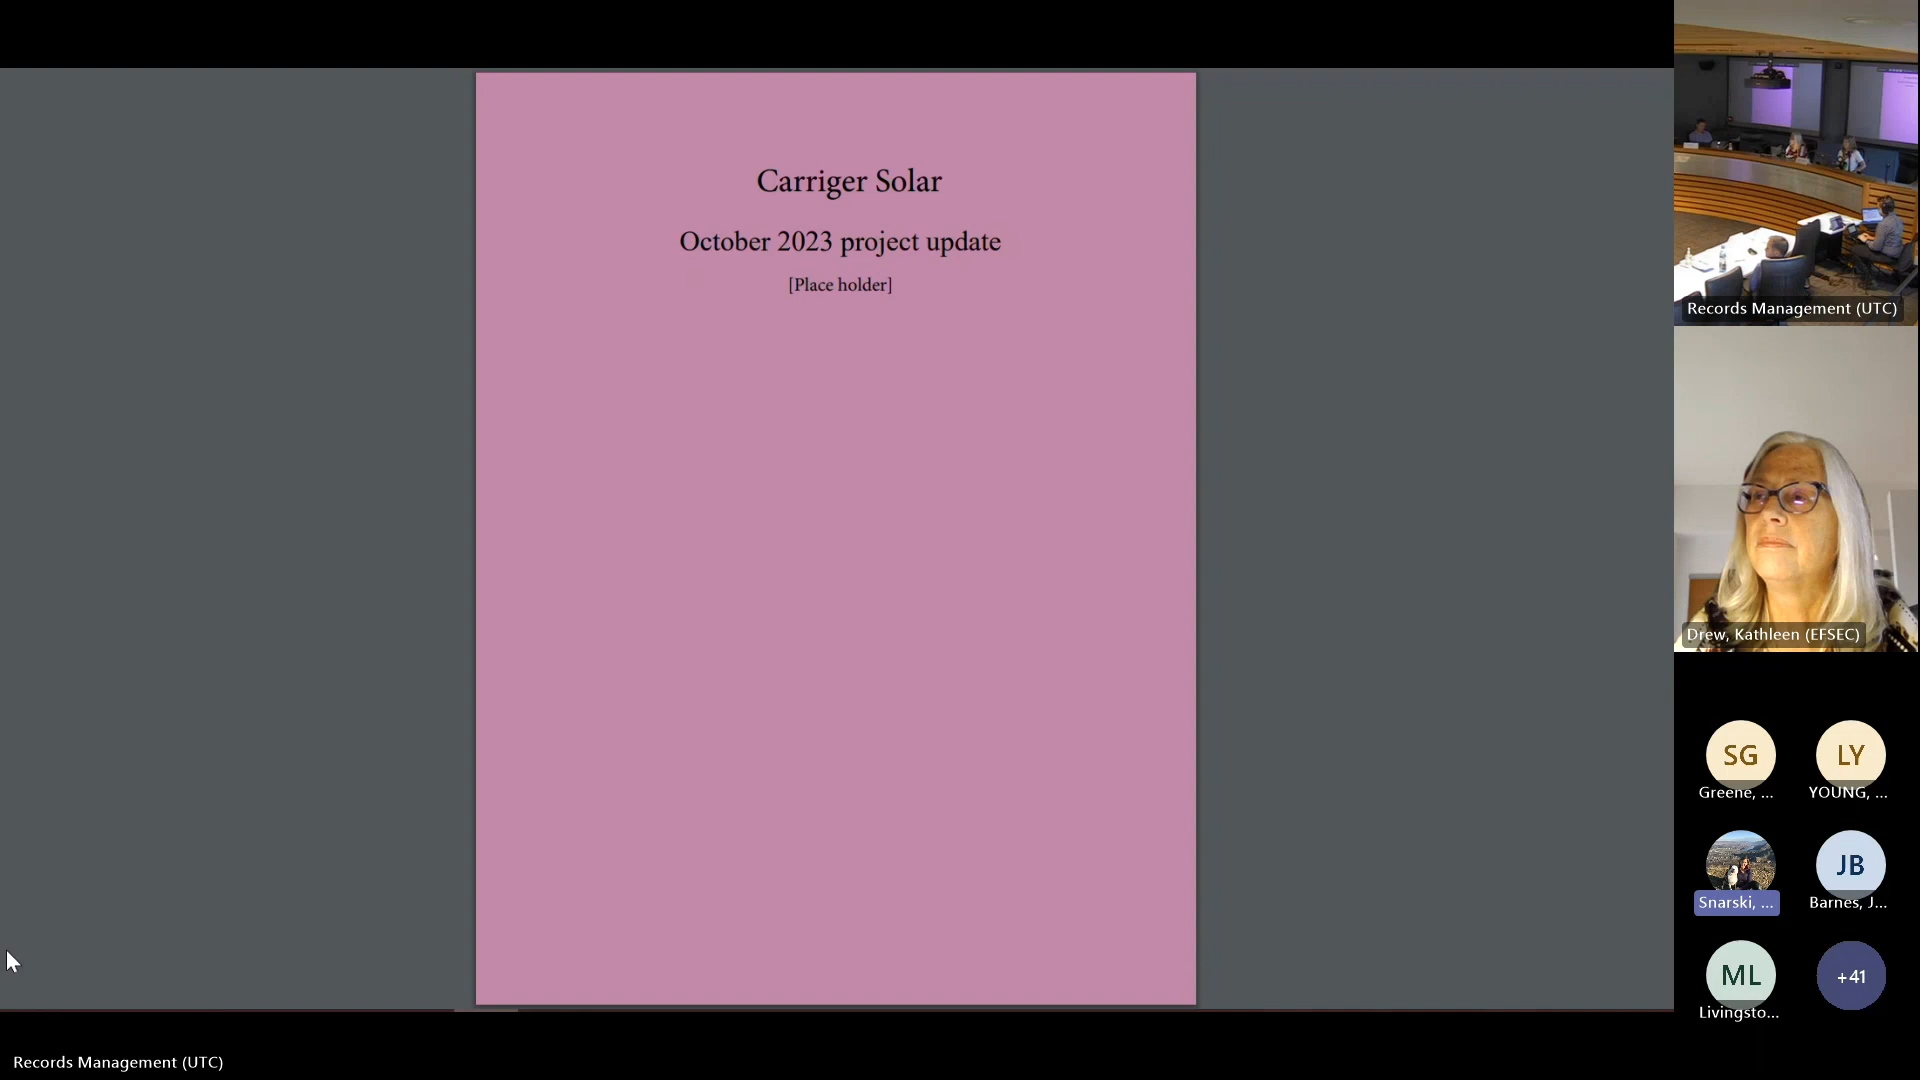 Carriger Solar
October 2023 project update
[Place holder]
Records Management (UTC)
Drew, Kathleen (EFSEC)
SG
Greene, ...
LY
YOUNG, ...
Snarski, ...
JB
Barnes, J...
ML
Livingsto...
+41
Records Management (UTC)